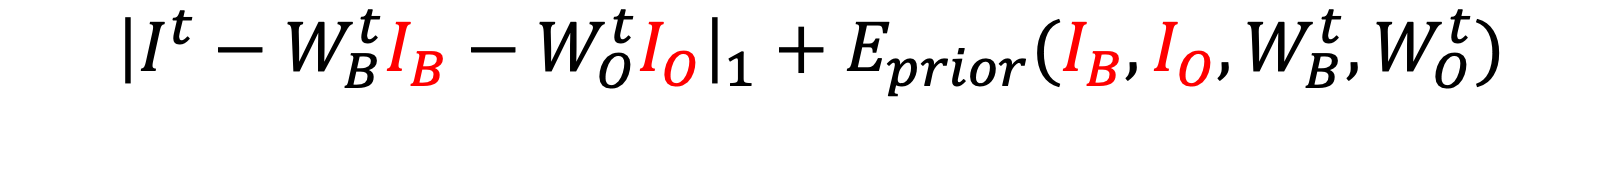 |I^t − W_B^t I_B − W_O^t I_O|_1 + E_prior(I_B, I_O, W_B^t, W_O^t)